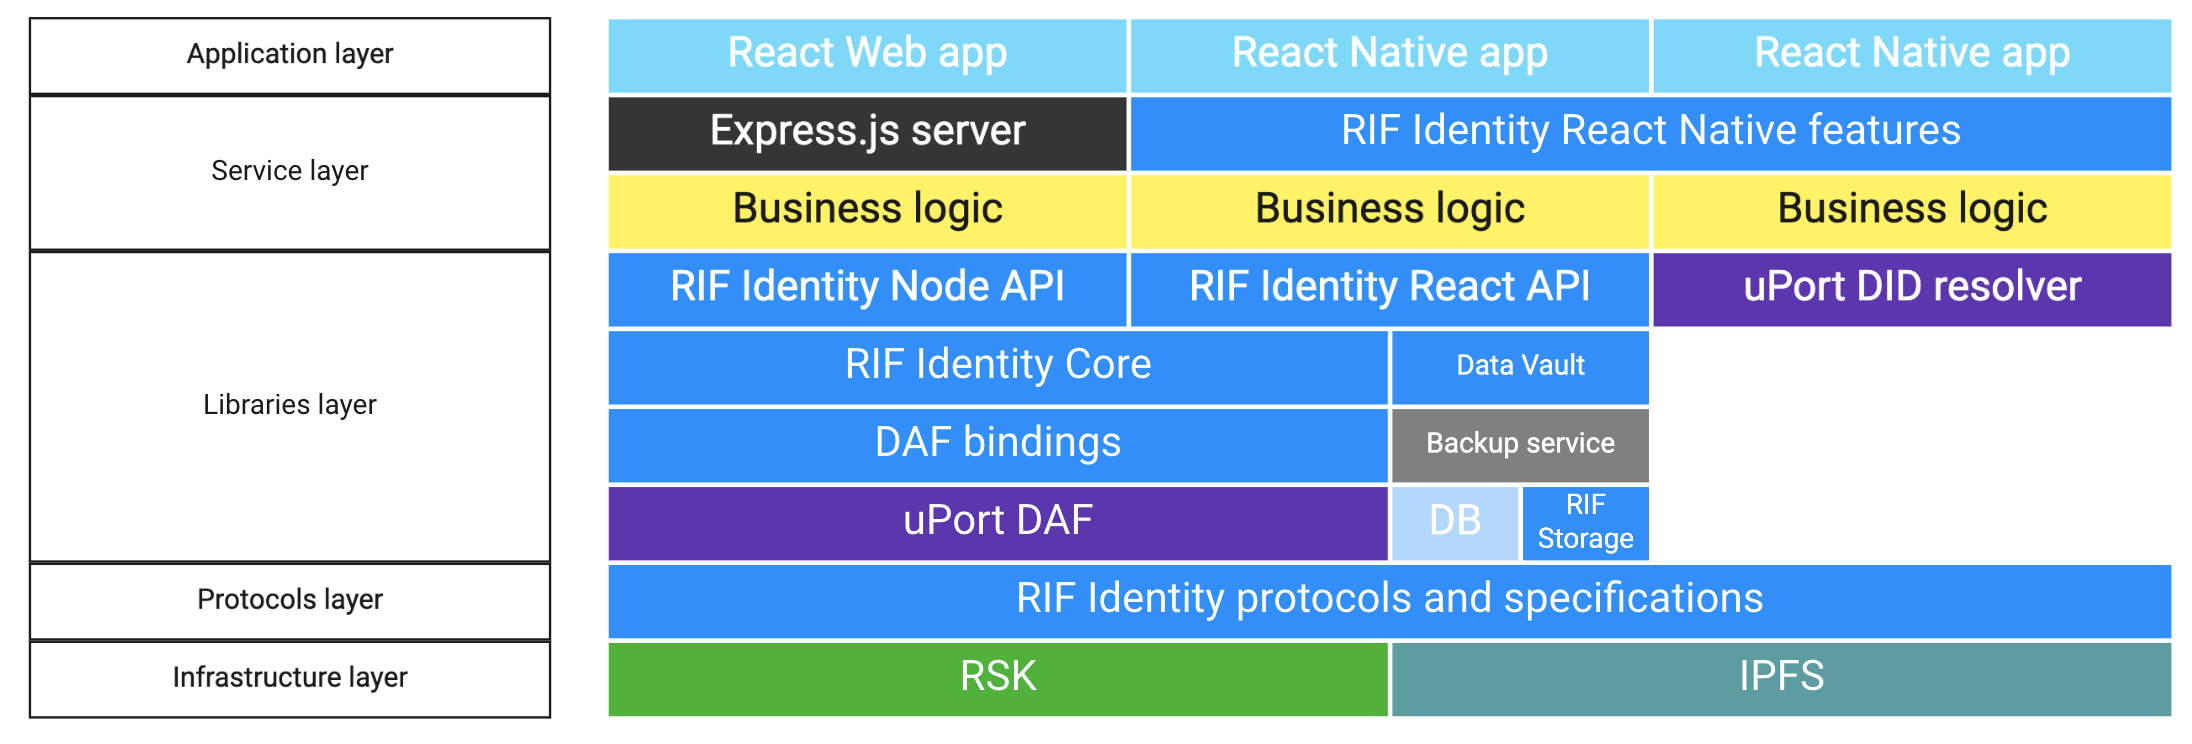 Application layer
React Web app
React Native app
React Native app
Service layer
Express.js server
RIF Identity React Native features
Business logic
Business logic
Business logic
Libraries layer
RIF Identity Node API
RIF Identity React API
uPort DID resolver
RIF Identity Core
Data Vault
DAF bindings
Backup service
uPort DAF
DB
RIF
Storage
Protocols layer
RIF Identity protocols and specifications
Infrastructure layer
RSK
IPFS